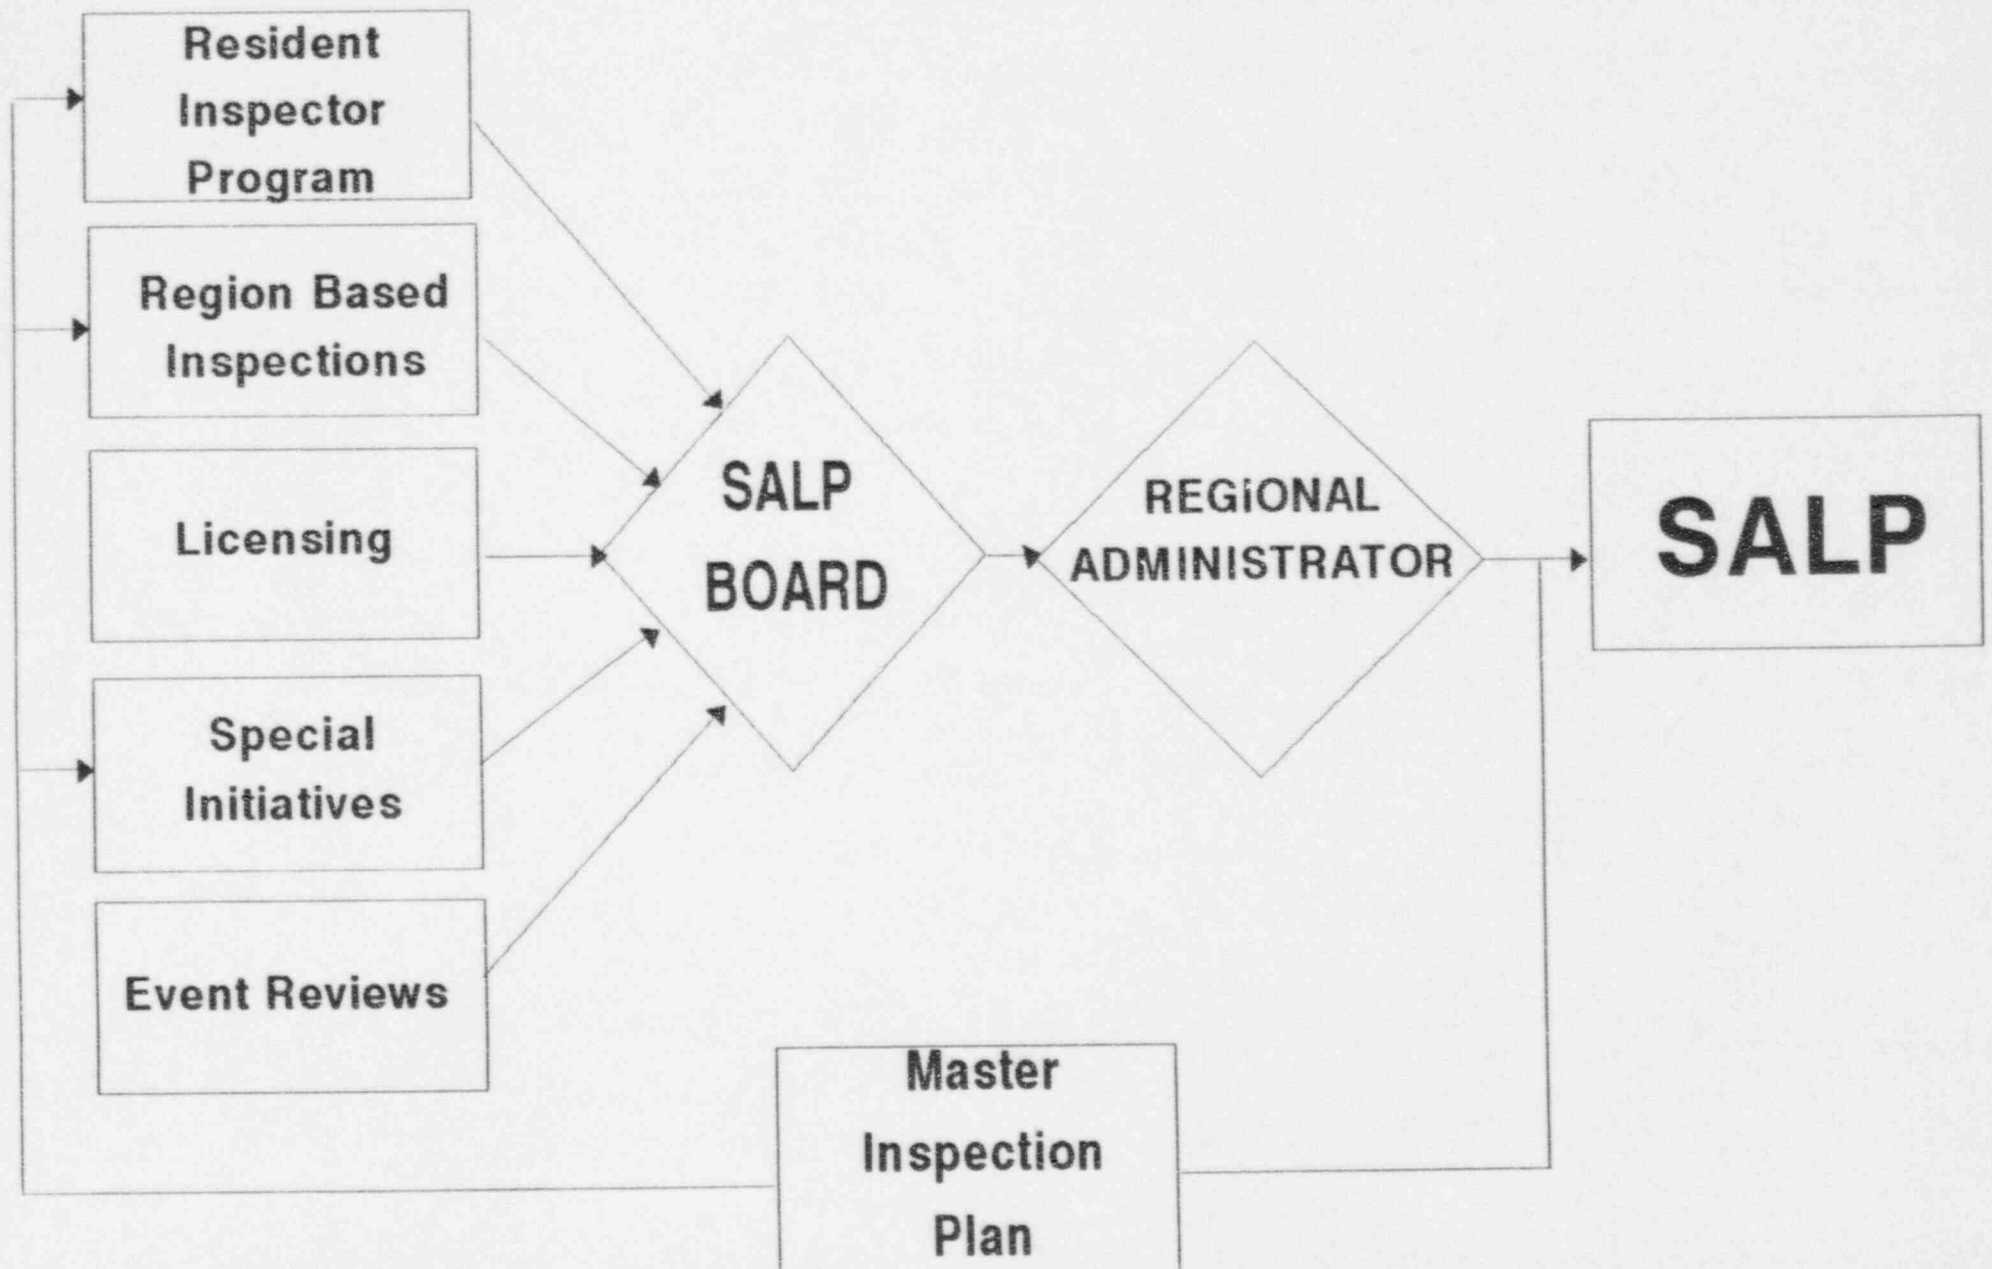 Resident
Inspector
Program
Region Based
Inspections
Licensing
Special
Initiatives
Event Reviews
SALP
BOARD
REGiONAL
ADMINISTRATOR
SALP
Master
Inspection
Plan